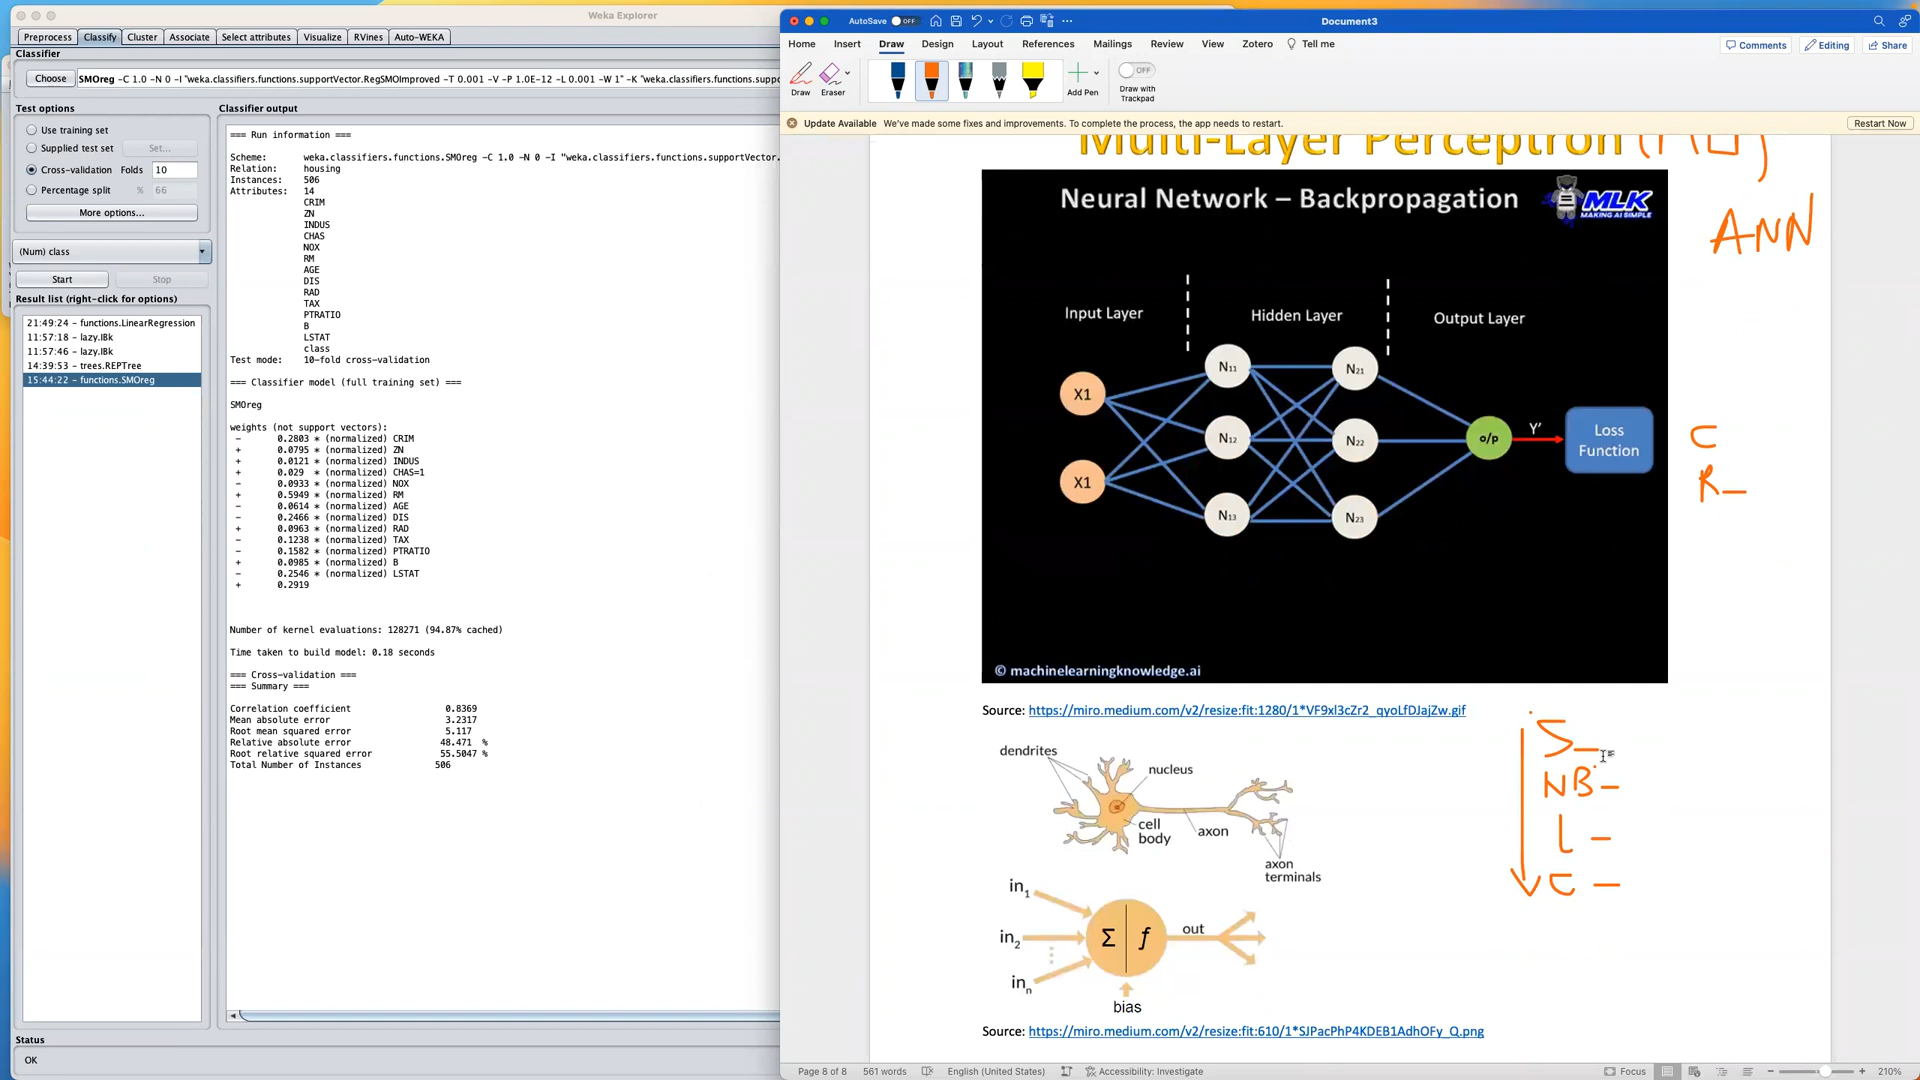 Weka Explorer
Preprocess Classify Cluster Associate Select attributes Visualize RVines Auto-WEKA
Classifier
Choose SMOreg -C 1.0 -N 0 -I "weka.classifiers.functions.supportVector.RegSMOImproved -T 0.001 -V -P 1.0E-12 -L 0.001 -W 1" -K "weka.classifiers.functions.suppo
Test options
Use training set
Supplied test set Set...
Cross-validation Folds 10
Percentage split % 66
More options...
(Num) class
Start Stop
Result list (right-click for options)
21:49:24 - functions.LinearRegression
11:57:18 - lazy.IBk
11:57:46 - lazy.IBk
14:39:53 - trees.REPTree
15:44:22 - functions.SMOreg
Classifier output
=== Run information ===
Scheme: weka.classifiers.functions.SMOreg -C 1.0 -N 0 -I "weka.classifiers.functions.supportVector.
Relation: housing
Instances: 506
Attributes: 14
CRIM
ZN
INDUS
CHAS
NOX
RM
AGE
DIS
RAD
TAX
PTRATIO
B
LSTAT
class
Test mode: 10-fold cross-validation
=== Classifier model (full training set) ===
SMOreg
weights (not support vectors):
- 0.2803 * (normalized) CRIM
+ 0.0795 * (normalized) ZN
+ 0.0121 * (normalized) INDUS
+ 0.029 * (normalized) CHAS=1
- 0.0933 * (normalized) NOX
+ 0.5949 * (normalized) RM
- 0.0614 * (normalized) AGE
- 0.2466 * (normalized) DIS
+ 0.0963 * (normalized) RAD
- 0.1238 * (normalized) TAX
- 0.1582 * (normalized) PTRATIO
+ 0.0985 * (normalized) B
- 0.2546 * (normalized) LSTAT
+ 0.2919
Number of kernel evaluations: 128271 (94.87% cached)
Time taken to build model: 0.18 seconds
=== Cross-validation ===
=== Summary ===
Correlation coefficient 0.8369
Mean absolute error 3.2317
Root mean squared error 5.117
Relative absolute error 48.471 %
Root relative squared error 55.5047 %
Total Number of Instances 506
Status
OK
AutoSave OFF Document3
Home Insert Draw Design Layout References Mailings Review View Zotero Tell me Comments Editing Share
Draw Eraser Add Pen OFF Draw with Trackpad
Update Available We've made some fixes and improvements. To complete the process, the app needs to restart. Restart Now
Multi-Layer Perceptron
ANN
Neural Network – Backpropagation
MLK
MAKING AI SIMPLE
Input Layer Hidden Layer Output Layer
X1 X1
N11 N12 N13
N21 N22 N23
o/p Y' Loss Function
C
R
© machinelearningknowledge.ai
Source: https://miro.medium.com/v2/resize:fit:1280/1*VF9xl3cZr2_qyoLfDJajZw.gif
dendrites
nucleus
cell body
axon
axon terminals
S
NB
L
C
in1
in2
inn
Σ f
out
bias
Source: https://miro.medium.com/v2/resize:fit:610/1*SJPacPhP4KDEB1AdhOFy_Q.png
Page 8 of 8 561 words English (United States) Accessibility: Investigate Focus 210%